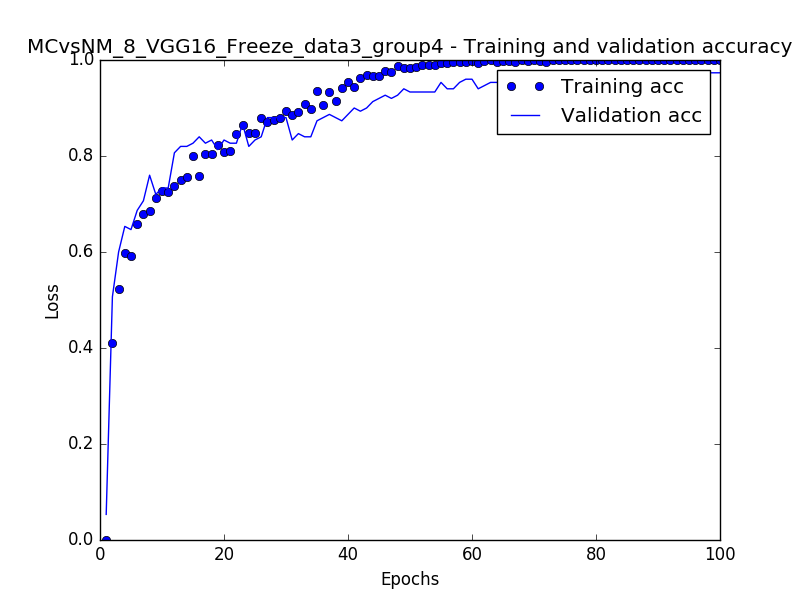 MCvsNM_8_VGG16_Freeze_data3_group4 - Training and validation accuracy
1.0
0.8
0.6
0.4
0.2
0.0
Loss
Training acc
Validation acc
0
20
40
60
80
100
Epochs